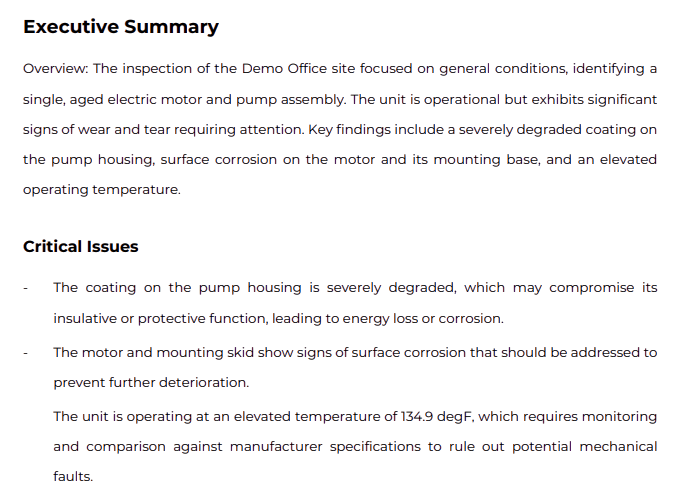 Executive Summary
Overview: The inspection of the Demo Office site focused on general conditions, identifying a
single, aged electric motor and pump assembly. The unit is operational but exhibits significant
signs of wear and tear requiring attention. Key findings include a severely degraded coating on
the pump housing, surface corrosion on the motor and its mounting base, and an elevated
operating temperature.
Critical Issues
- The coating on the pump housing is severely degraded, which may compromise its
insulative or protective function, leading to energy loss or corrosion.
- The motor and mounting skid show signs of surface corrosion that should be addressed to
prevent further deterioration.
The unit is operating at an elevated temperature of 134.9 degF, which requires monitoring
and comparison against manufacturer specifications to rule out potential mechanical
faults.